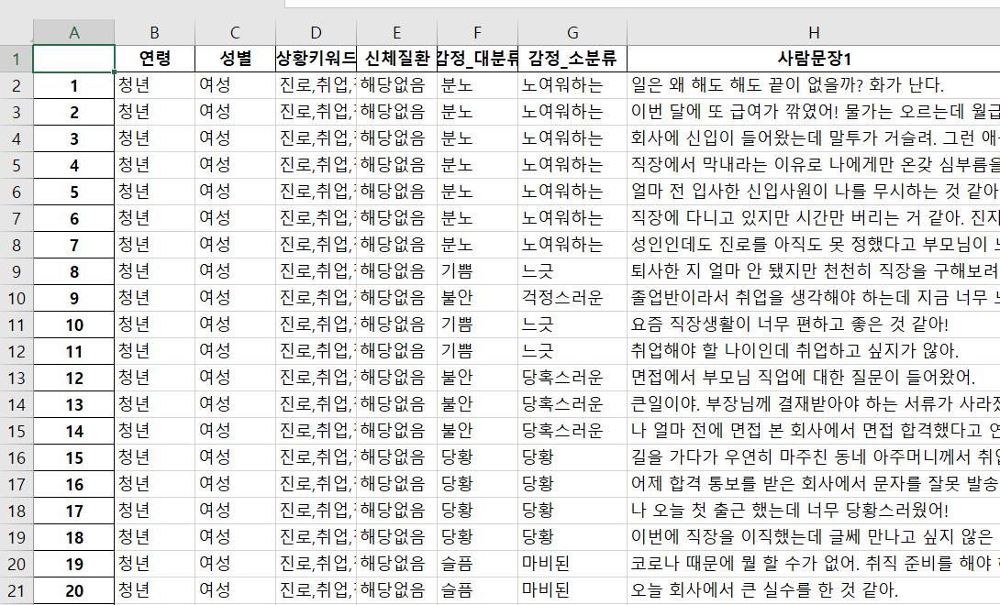 A B C D E F G H
1 연령 성별 상황키워드 신체질환 감정_대분류 감정_소분류 사람문장1
2 1 청년 여성 진로,취업, 해당없음 분노 노여워하는 일은 왜 해도 해도 끝이 없을까? 화가 난다.
3 2 청년 여성 진로,취업, 해당없음 분노 노여워하는 이번 달에 또 급여가 깎였어! 물가는 오르는데 월급
4 3 청년 여성 진로,취업, 해당없음 분노 노여워하는 회사에 신입이 들어왔는데 말투가 거슬려. 그런 애
5 4 청년 여성 진로,취업, 해당없음 분노 노여워하는 직장에서 막내라는 이유로 나에게만 온갖 심부름을
6 5 청년 여성 진로,취업, 해당없음 분노 노여워하는 얼마 전 입사한 신입사원이 나를 무시하는 것 같아
7 6 청년 여성 진로,취업, 해당없음 분노 노여워하는 직장에 다니고 있지만 시간만 버리는 거 같아. 진지
8 7 청년 여성 진로,취업, 해당없음 분노 노여워하는 성인인데도 진로를 아직도 못 정했다고 부모님이
9 8 청년 여성 진로,취업, 해당없음 기쁨 느긋 퇴사한 지 얼마 안 됐지만 천천히 직장을 구해보려
10 9 청년 여성 진로,취업, 해당없음 불안 걱정스러운 졸업반이라서 취업을 생각해야 하는데 지금 너무
11 10 청년 여성 진로,취업, 해당없음 기쁨 느긋 요즘 직장생활이 너무 편하고 좋은 것 같아!
12 11 청년 여성 진로,취업, 해당없음 기쁨 느긋 취업해야 할 나이인데 취업하고 싶지가 않아.
13 12 청년 여성 진로,취업, 해당없음 불안 당혹스러운 면접에서 부모님 직업에 대한 질문이 들어왔어.
14 13 청년 여성 진로,취업, 해당없음 불안 당혹스러운 큰일이야. 부장님께 결재받아야 하는 서류가 사라졌
15 14 청년 여성 진로,취업, 해당없음 불안 당혹스러운 나 얼마 전에 면접 본 회사에서 면접 합격했다고 연
16 15 청년 여성 진로,취업, 해당없음 당황 당황 길을 가다가 우연히 마주친 동네 아주머니께서 취업
17 16 청년 여성 진로,취업, 해당없음 당황 당황 어제 합격 통보를 받은 회사에서 문자를 잘못 발송
18 17 청년 여성 진로,취업, 해당없음 당황 당황 나 오늘 첫 출근 했는데 너무 당황스러웠어!
19 18 청년 여성 진로,취업, 해당없음 당황 당황 이번에 직장을 이직했는데 글쎄 만나고 싶지 않은
20 19 청년 여성 진로,취업, 해당없음 슬픔 마비된 코로나 때문에 뭘 할 수가 없어. 취직 준비를 해야
21 20 청년 여성 진로,취업, 해당없음 슬픔 마비된 오늘 회사에서 큰 실수를 한 것 같아.